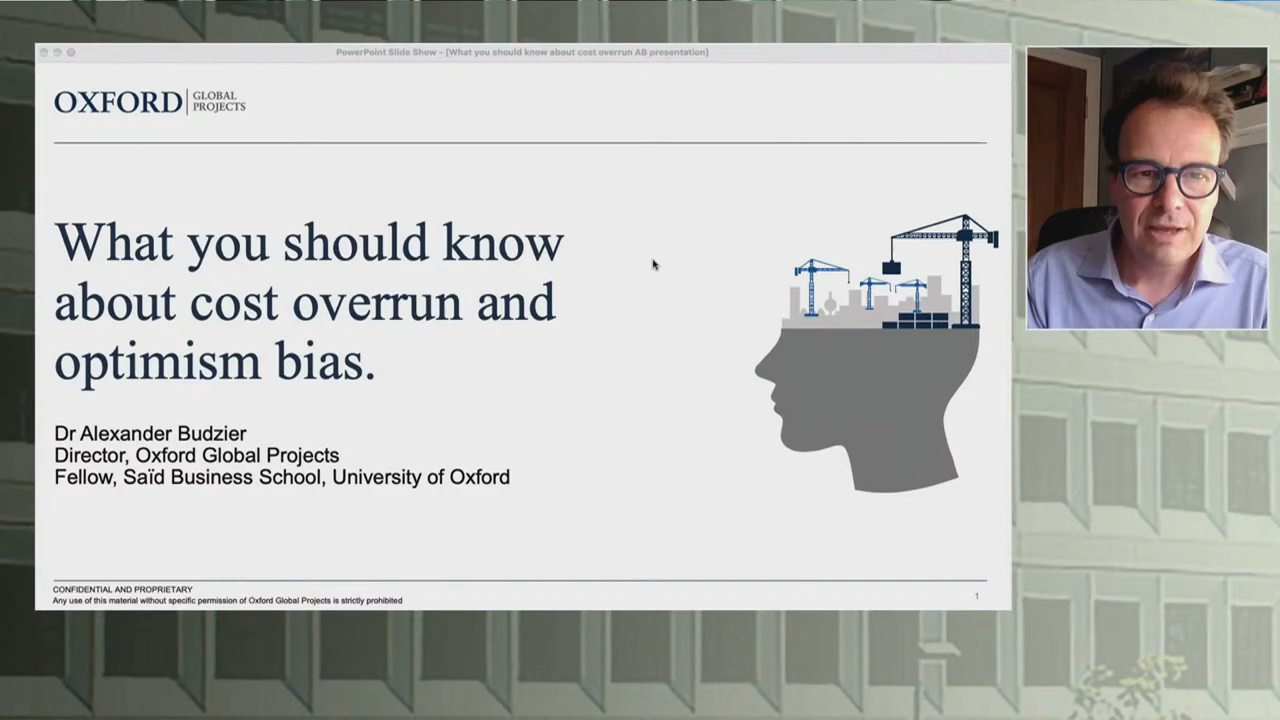 PowerPoint Slide Show - [What you should know about cost overrun AB presentation]
OXFORD
GLOBAL
PROJECTS
What you should know
about cost overrun and
optimism bias.
Dr Alexander Budzier
Director, Oxford Global Projects
Fellow, Saïd Business School, University of Oxford
CONFIDENTIAL AND PROPRIETARY
Any use of this material without specific permission of Oxford Global Projects is strictly prohibited
1